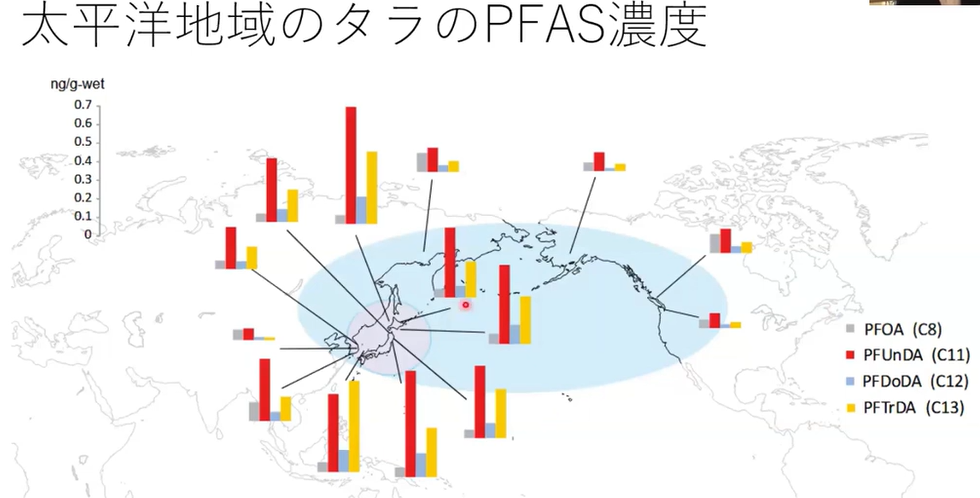 太平洋地域のタラのPFAS濃度
ng/g-wet
0.7
0.6
0.5
0.4
0.3
0.2
0.1
0
PFOA (C8)
PFUnDA (C11)
PFDoDA (C12)
PFTrDA (C13)